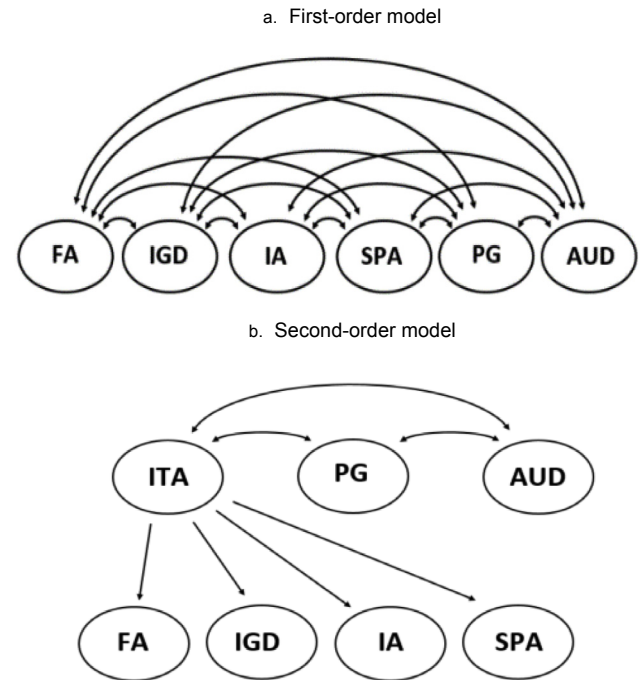 a. First-order model
FA IGD IA SPA PG AUD
b. Second-order model
ITA PG AUD
FA IGD IA SPA